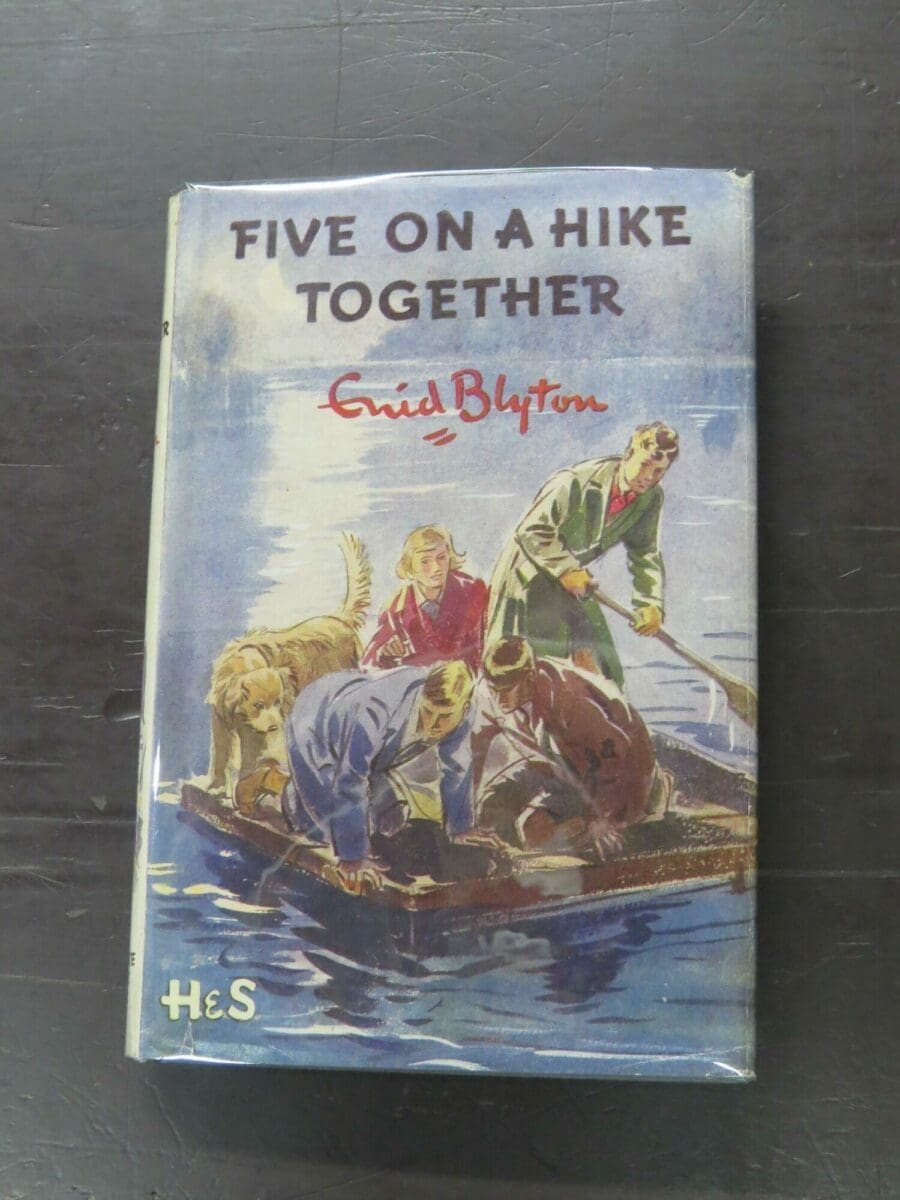 FIVE ON A HIKE
TOGETHER
Enid Blyton
H&S